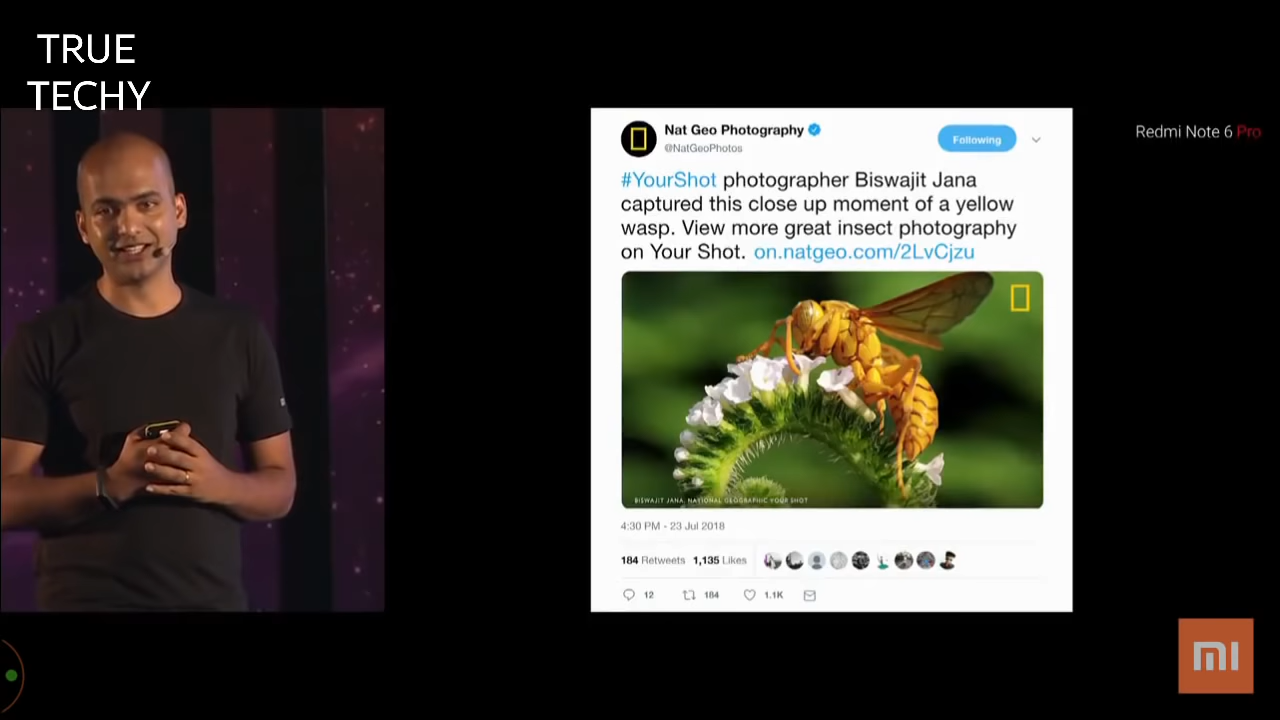 TRUE
TECHY
Nat Geo Photography
@NatGeoPhotos
Following
#YourShot photographer Biswajit Jana
captured this close up moment of a yellow
wasp. View more great insect photography
on Your Shot. on.natgeo.com/2LvCjzu
BISWAJIT JANA, NATIONAL GEOGRAPHIC YOUR SHOT
4:30 PM - 23 Jul 2018
184 Retweets 1,135 Likes
12 184 1.1K
Redmi Note 6 Pro
MI